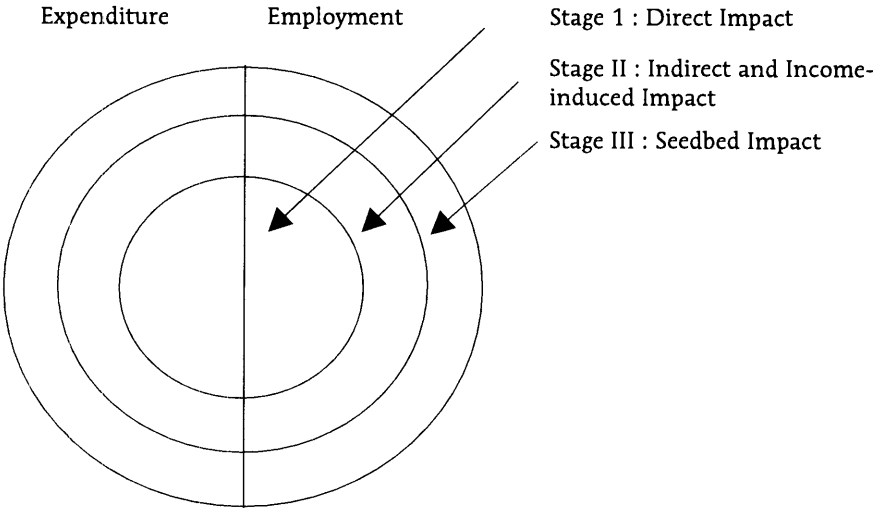 Expenditure
Employment
Stage 1 : Direct Impact
Stage II : Indirect and Income-
induced Impact
Stage III : Seedbed Impact